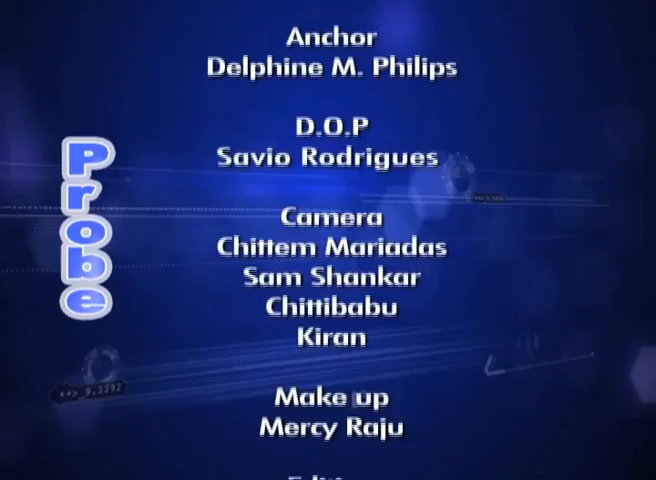 Anchor
Delphine M. Philips
D.O.P
Savio Rodrigues
Camera
Chittem Mariadas
Sam Shankar
Chittibabu
Kiran
Make up
Mercy Raju
Probe